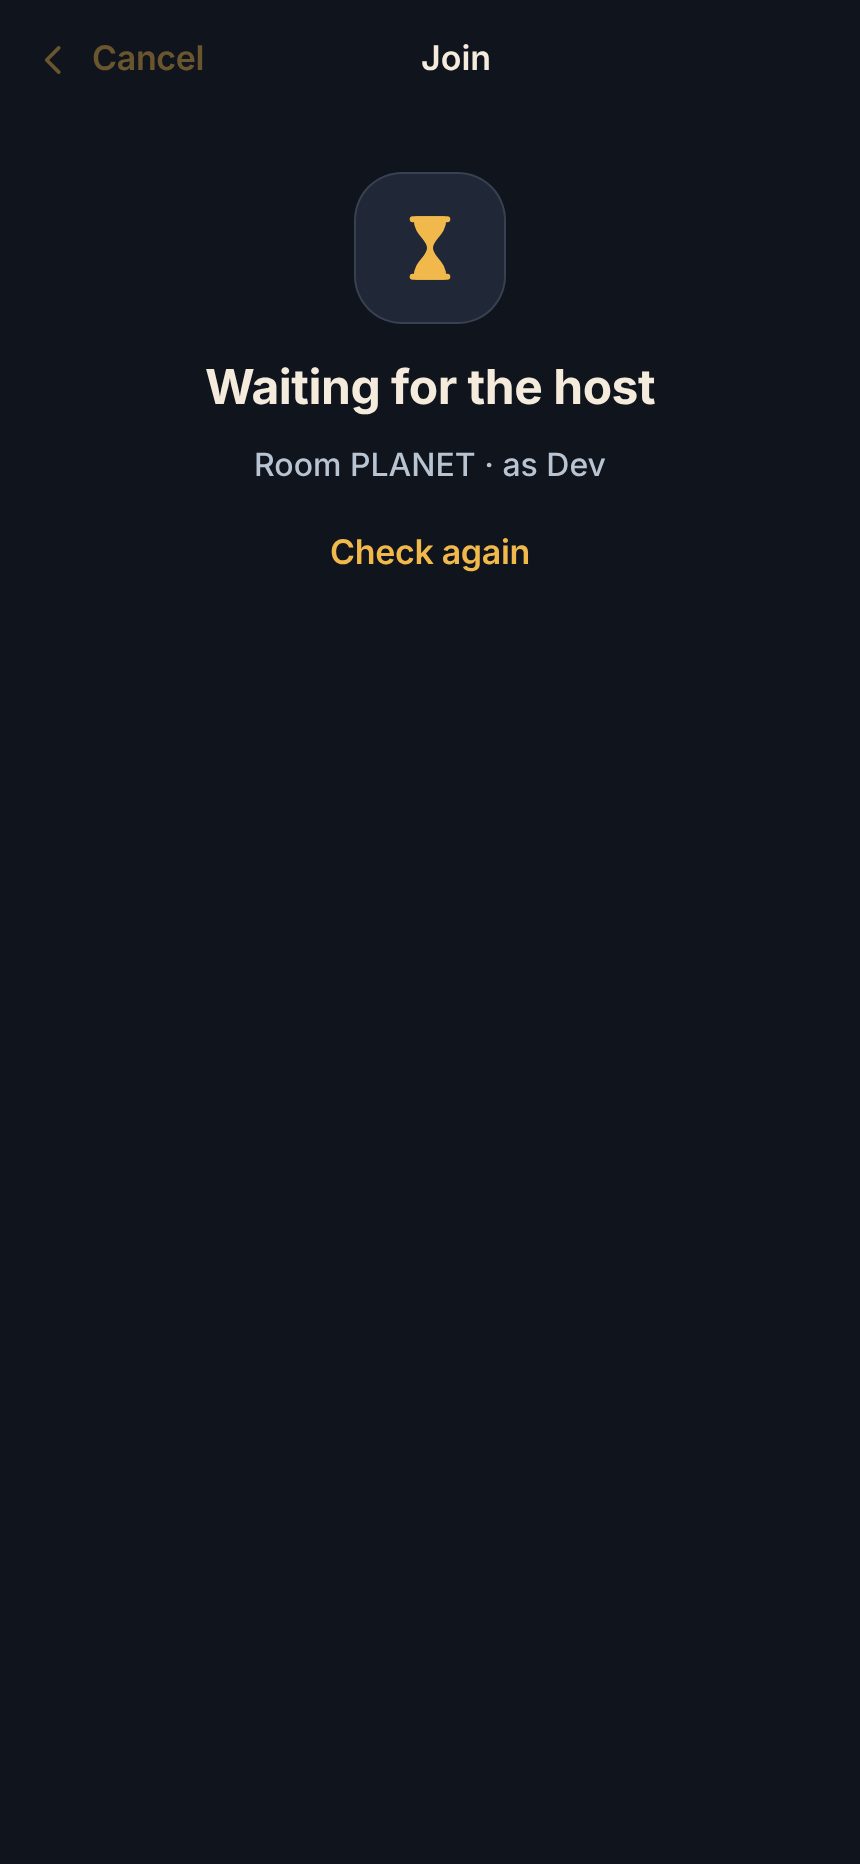 Cancel
Join
Waiting for the host
Room PLANET · as Dev
Check again